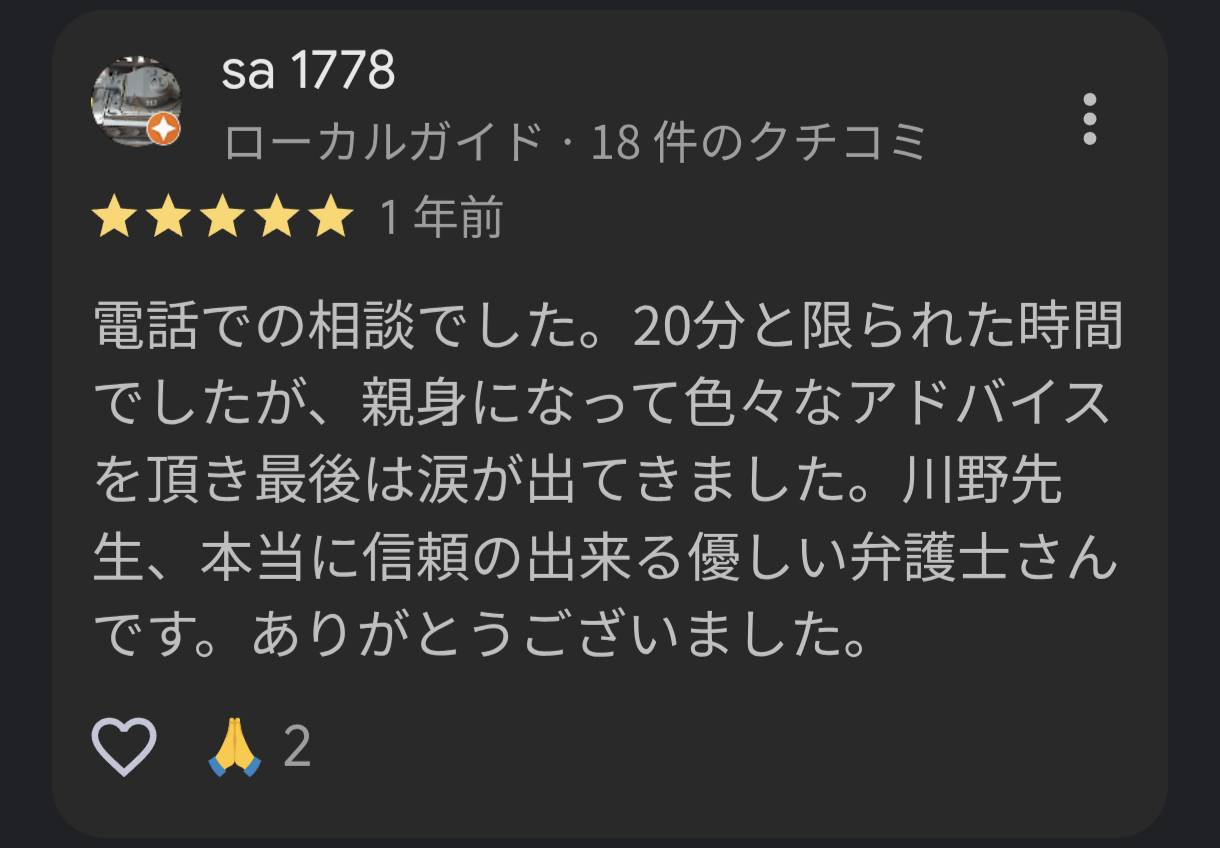 sa 1778
ローカルガイド・18 件のクチコミ
1 年前
電話での相談でした。20分と限られた時間
でしたが、親身になって色々なアドバイス
を頂き最後は涙が出てきました。川野先
生、本当に信頼の出来る優しい弁護士さん
です。ありがとうございました。
🙏 2